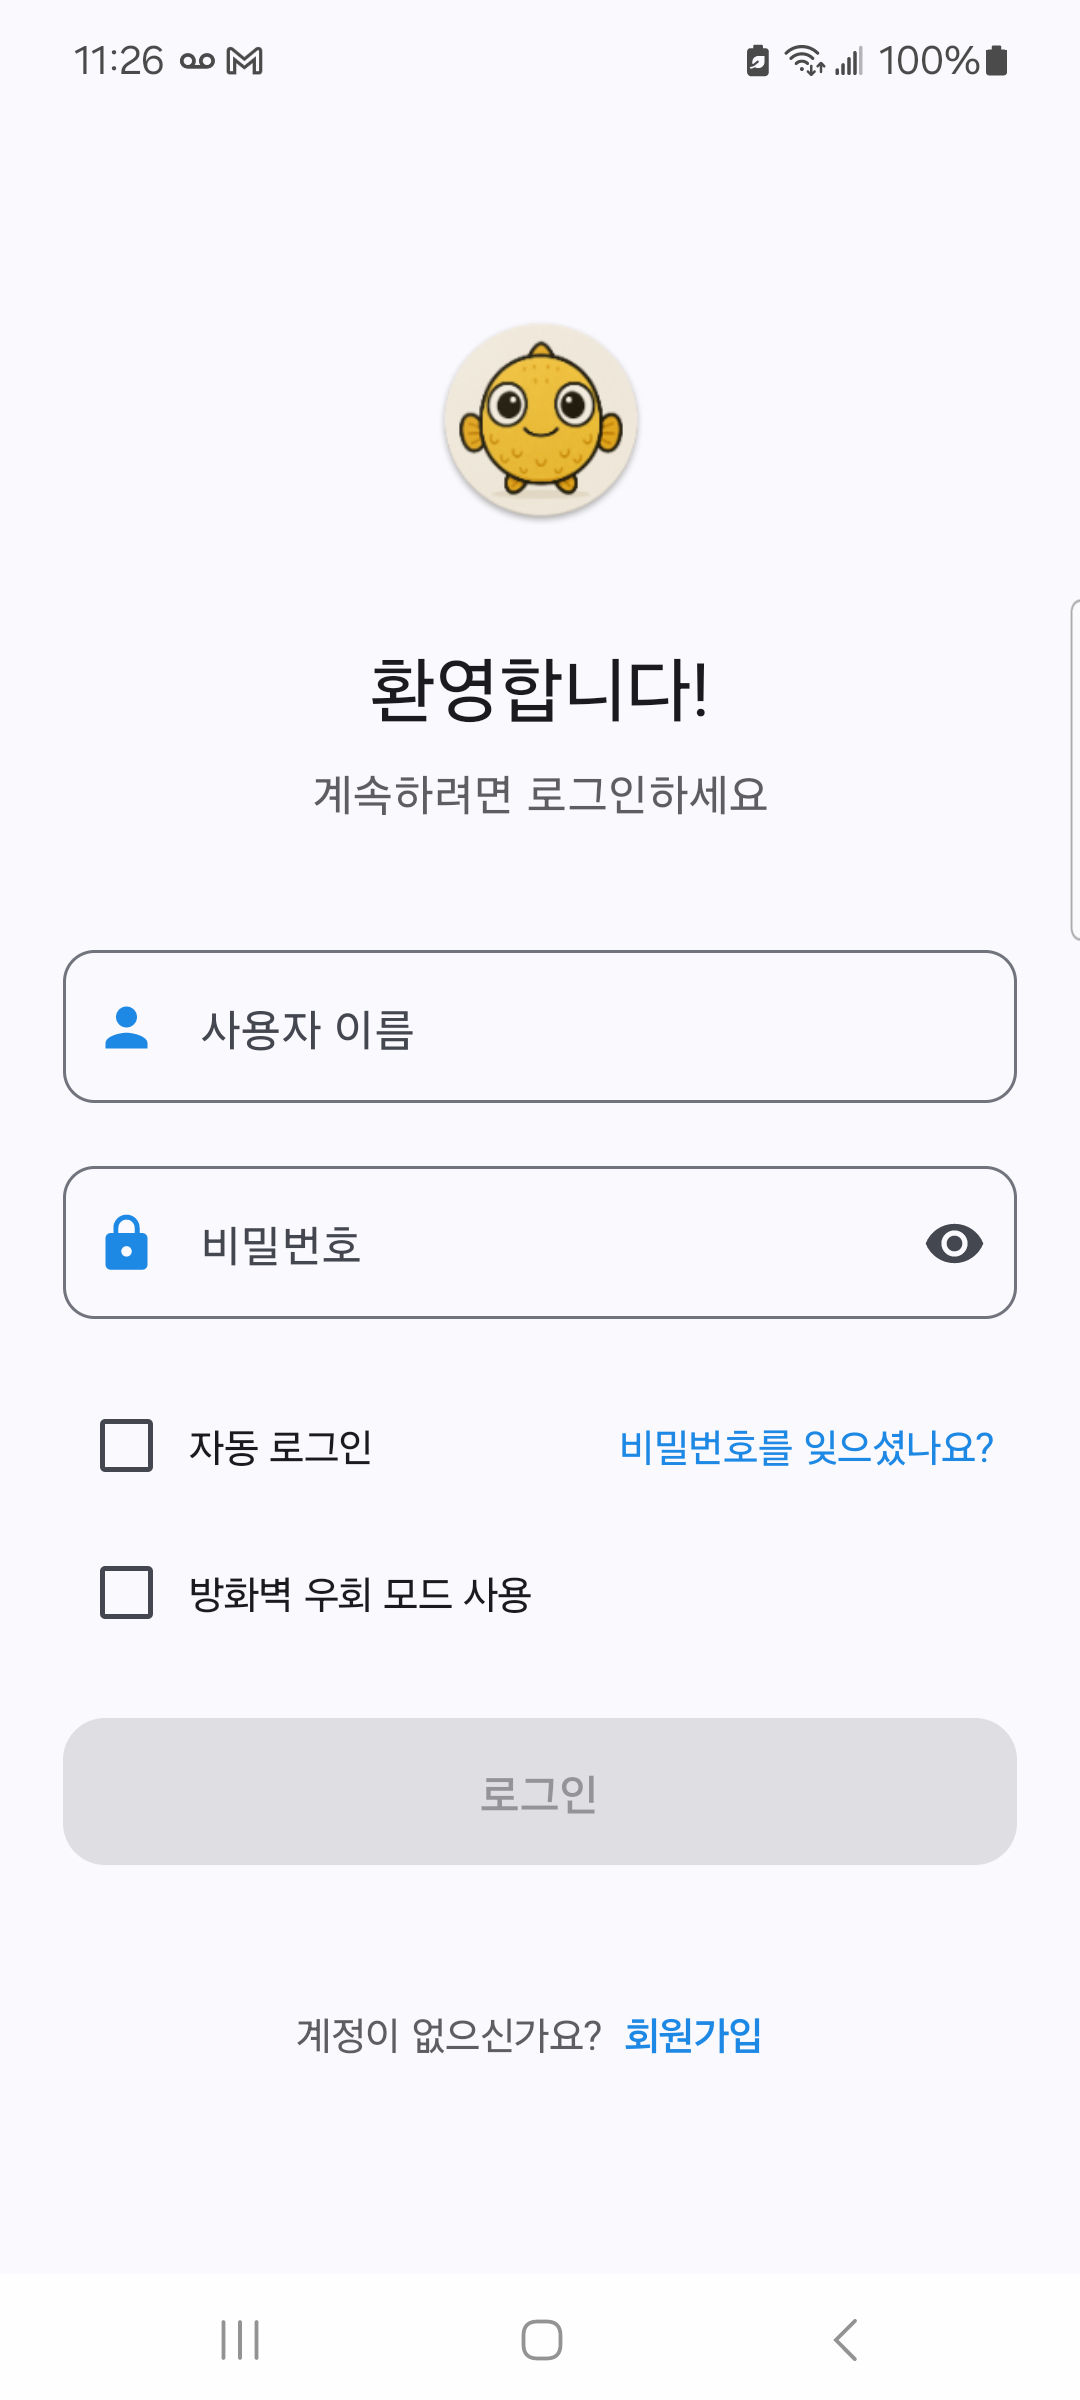 11:26 100%
환영합니다!
계속하려면 로그인하세요
사용자 이름
비밀번호
자동 로그인 비밀번호를 잊으셨나요?
방화벽 우회 모드 사용
로그인
계정이 없으신가요? 회원가입